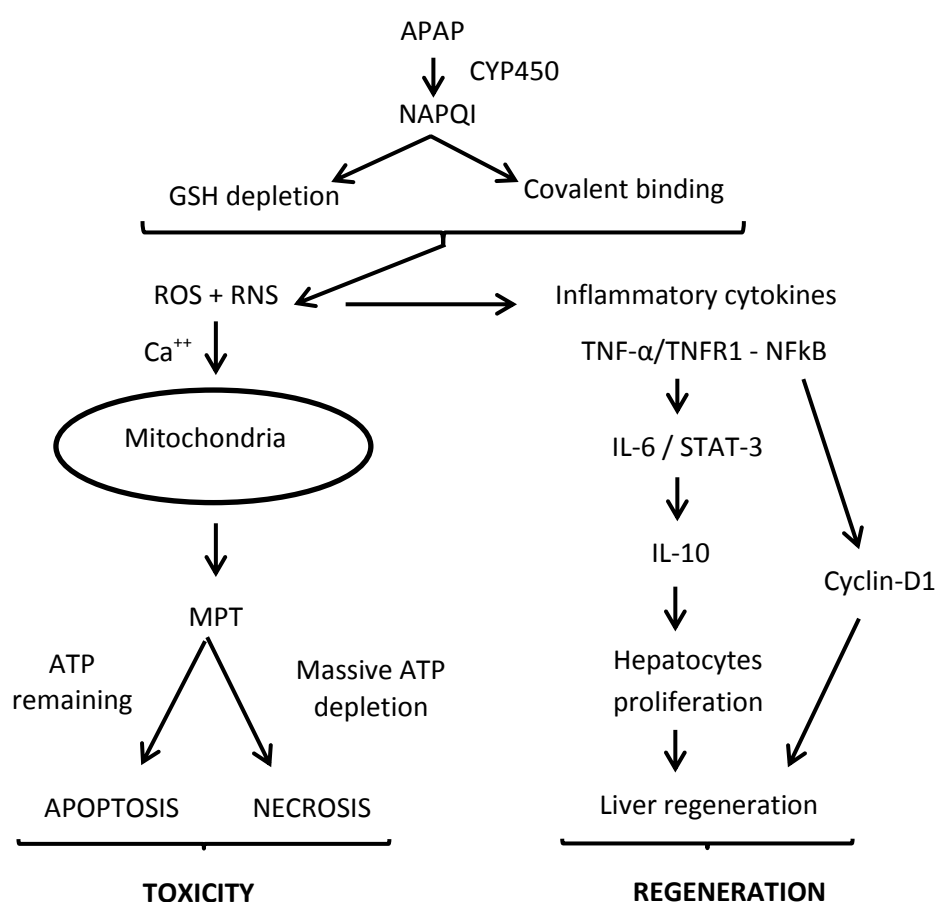 APAP
CYP450
NAPQI
GSH depletion
Covalent binding
ROS + RNS
Inflammatory cytokines
Ca++
TNF-α/TNFR1 - NFkB
Mitochondria
IL-6 / STAT-3
IL-10
Cyclin-D1
MPT
ATP
remaining
Massive ATP
depletion
Hepatocytes
proliferation
APOPTOSIS
NECROSIS
Liver regeneration
TOXICITY
REGENERATION